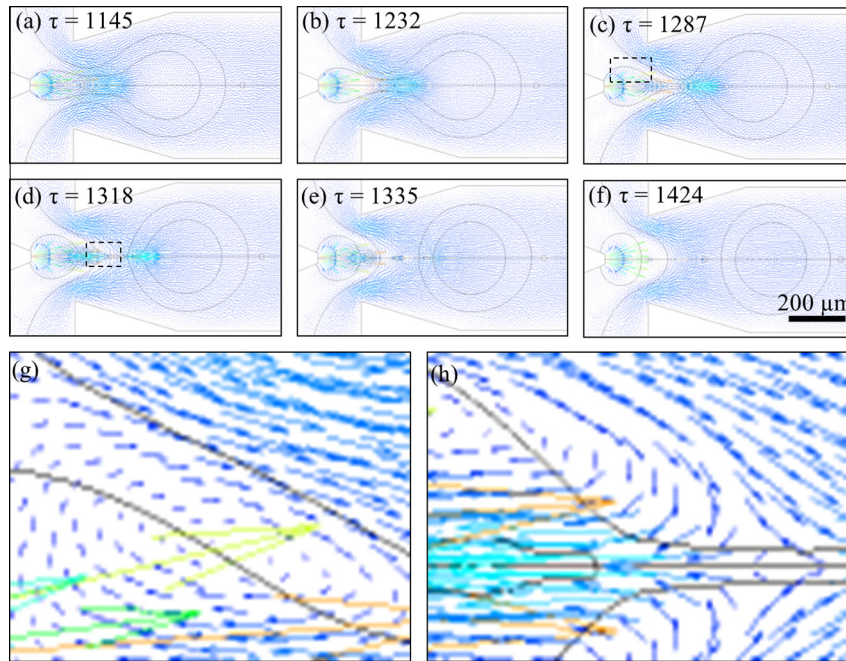 (a) τ = 1145
(b) τ = 1232
(c) τ = 1287
(d) τ = 1318
(e) τ = 1335
(f) τ = 1424
200 μm
(g)
(h)